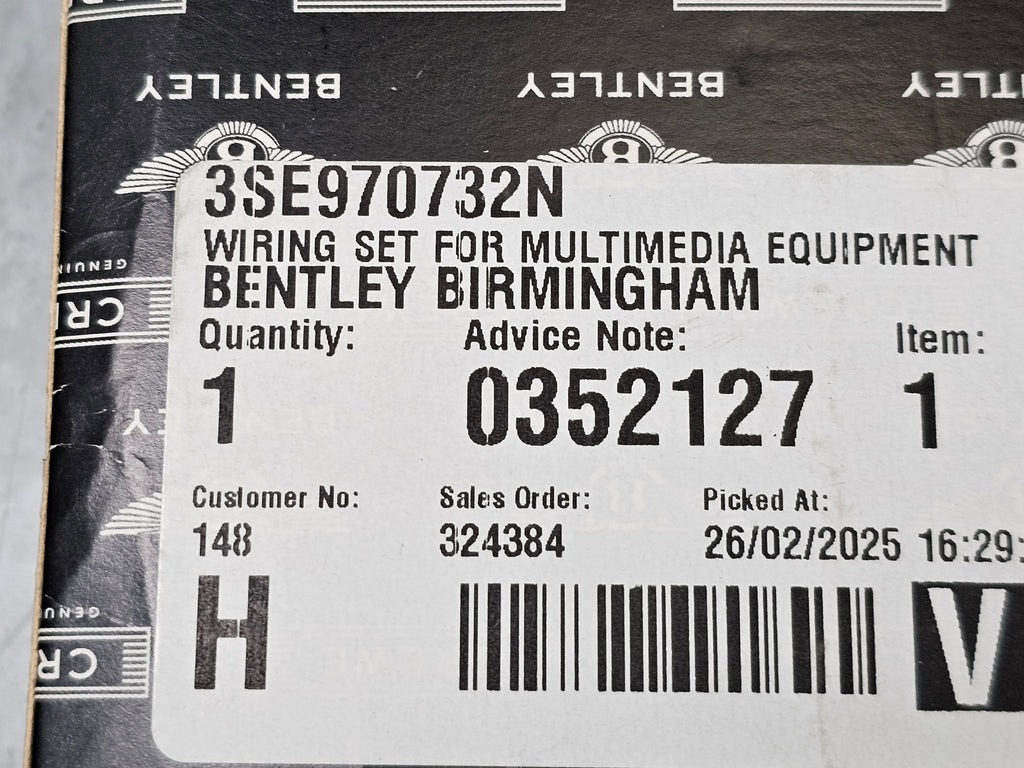 BENTLEY BENTLEY
3SE970732N
WIRING SET FOR MULTIMEDIA EQUIPMENT
BENTLEY BIRMINGHAM
Quantity: Advice Note: Item:
1 0352127 1
Customer No: Sales Order: Picked At:
148 324384 26/02/2025 16:29:
H V